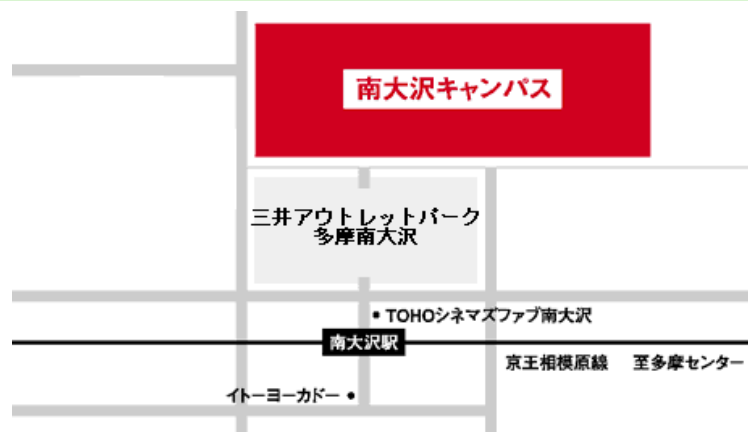 南大沢キャンパス
三井アウトレットパーク
多摩南大沢
TOHOシネマズファブ南大沢
南大沢駅
京王相模原線 至多摩センター
イトーヨーカドー